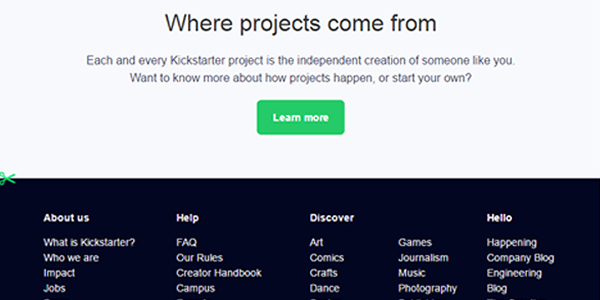 Where projects come from
Each and every Kickstarter project is the independent creation of someone like you.
Want to know more about how projects happen, or start your own?
Learn more
About us
What is Kickstarter?
Who we are
Impact
Jobs
Help
FAQ
Our Rules
Creator Handbook
Campus
Discover
Art
Comics
Crafts
Dance
Games
Journalism
Music
Photography
Hello
Happening
Company Blog
Engineering
Blog